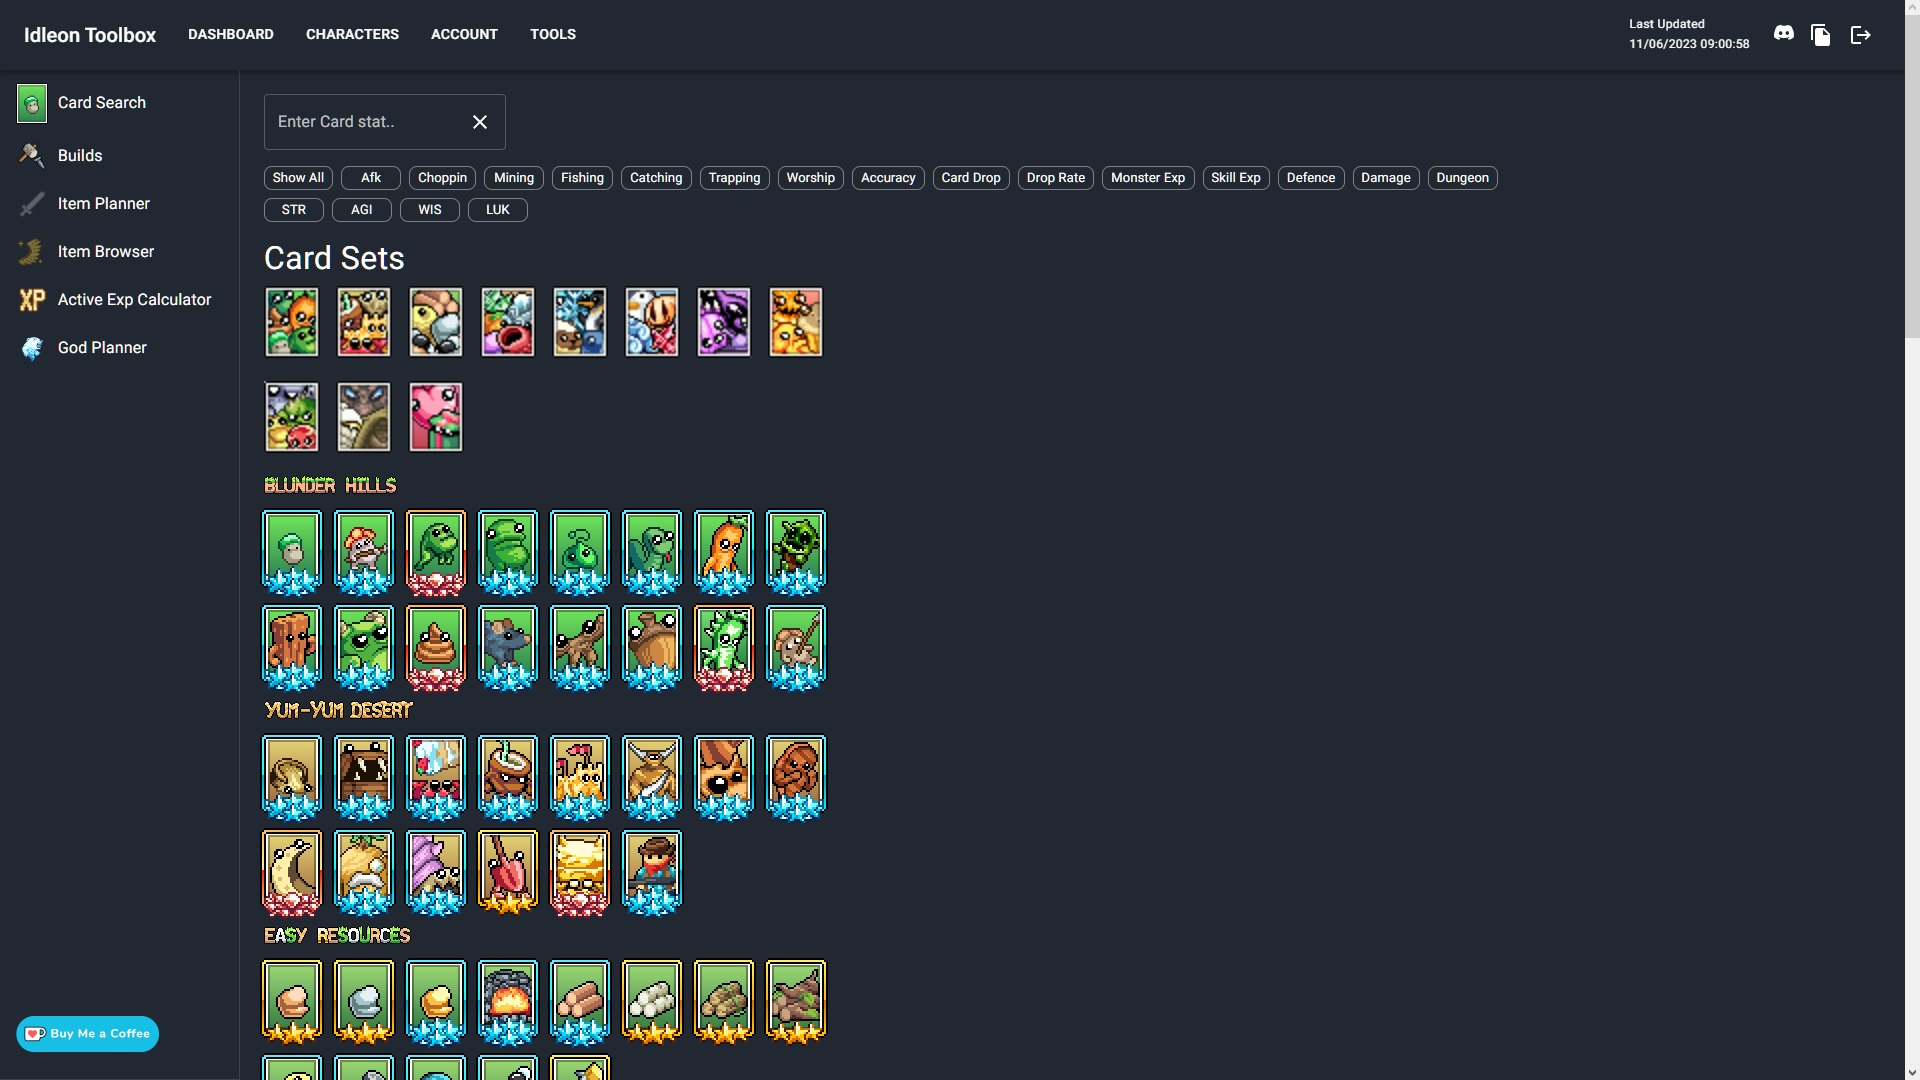 Idleon Toolbox
DASHBOARD
CHARACTERS
ACCOUNT
TOOLS
Last Updated
11/06/2023 09:00:58
Card Search
Builds
Item Planner
Item Browser
XP Active Exp Calculator
God Planner
Enter Card stat..
Show All
Afk
Choppin
Mining
Fishing
Catching
Trapping
Worship
Accuracy
Card Drop
Drop Rate
Monster Exp
Skill Exp
Defence
Damage
Dungeon
STR
AGI
WIS
LUK
Card Sets
BLUNDER HILLS
YUM-YUM DESERT
EASY RESOURCES
Buy Me a Coffee